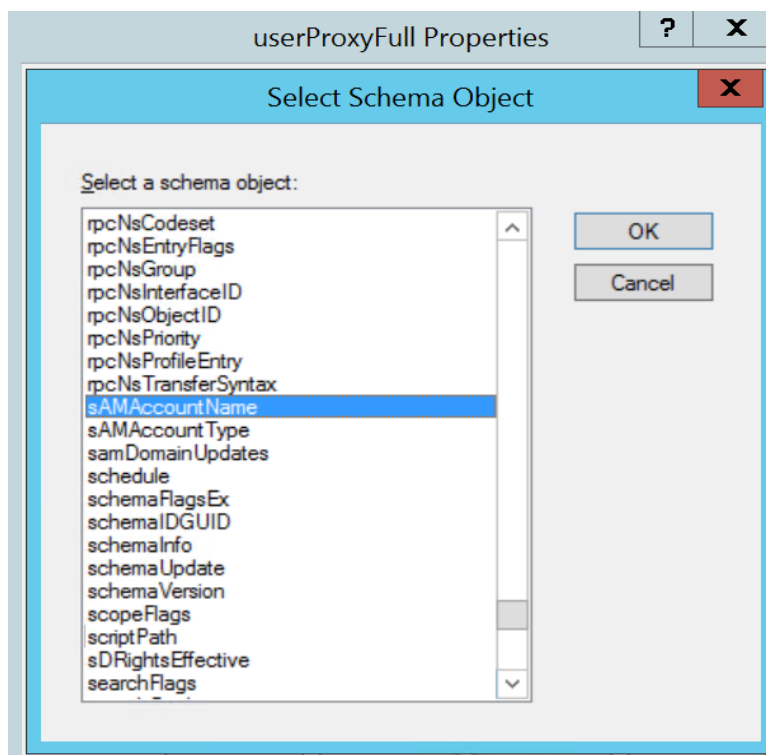 userProxyFull Properties
?
X
Select Schema Object
X
Select a schema object:
rpcNsCodeset
rpcNsEntryFlags
rpcNsGroup
rpcNsInterfaceID
rpcNsObjectID
rpcNsPriority
rpcNsProfileEntry
rpcNsTransferSyntax
sAMAccountName
sAMAccountType
samDomainUpdates
schedule
schemaFlagsEx
schemaIDGUID
schemaInfo
schemaUpdate
schemaVersion
scopeFlags
scriptPath
sDRightsEffective
searchFlags
OK
Cancel